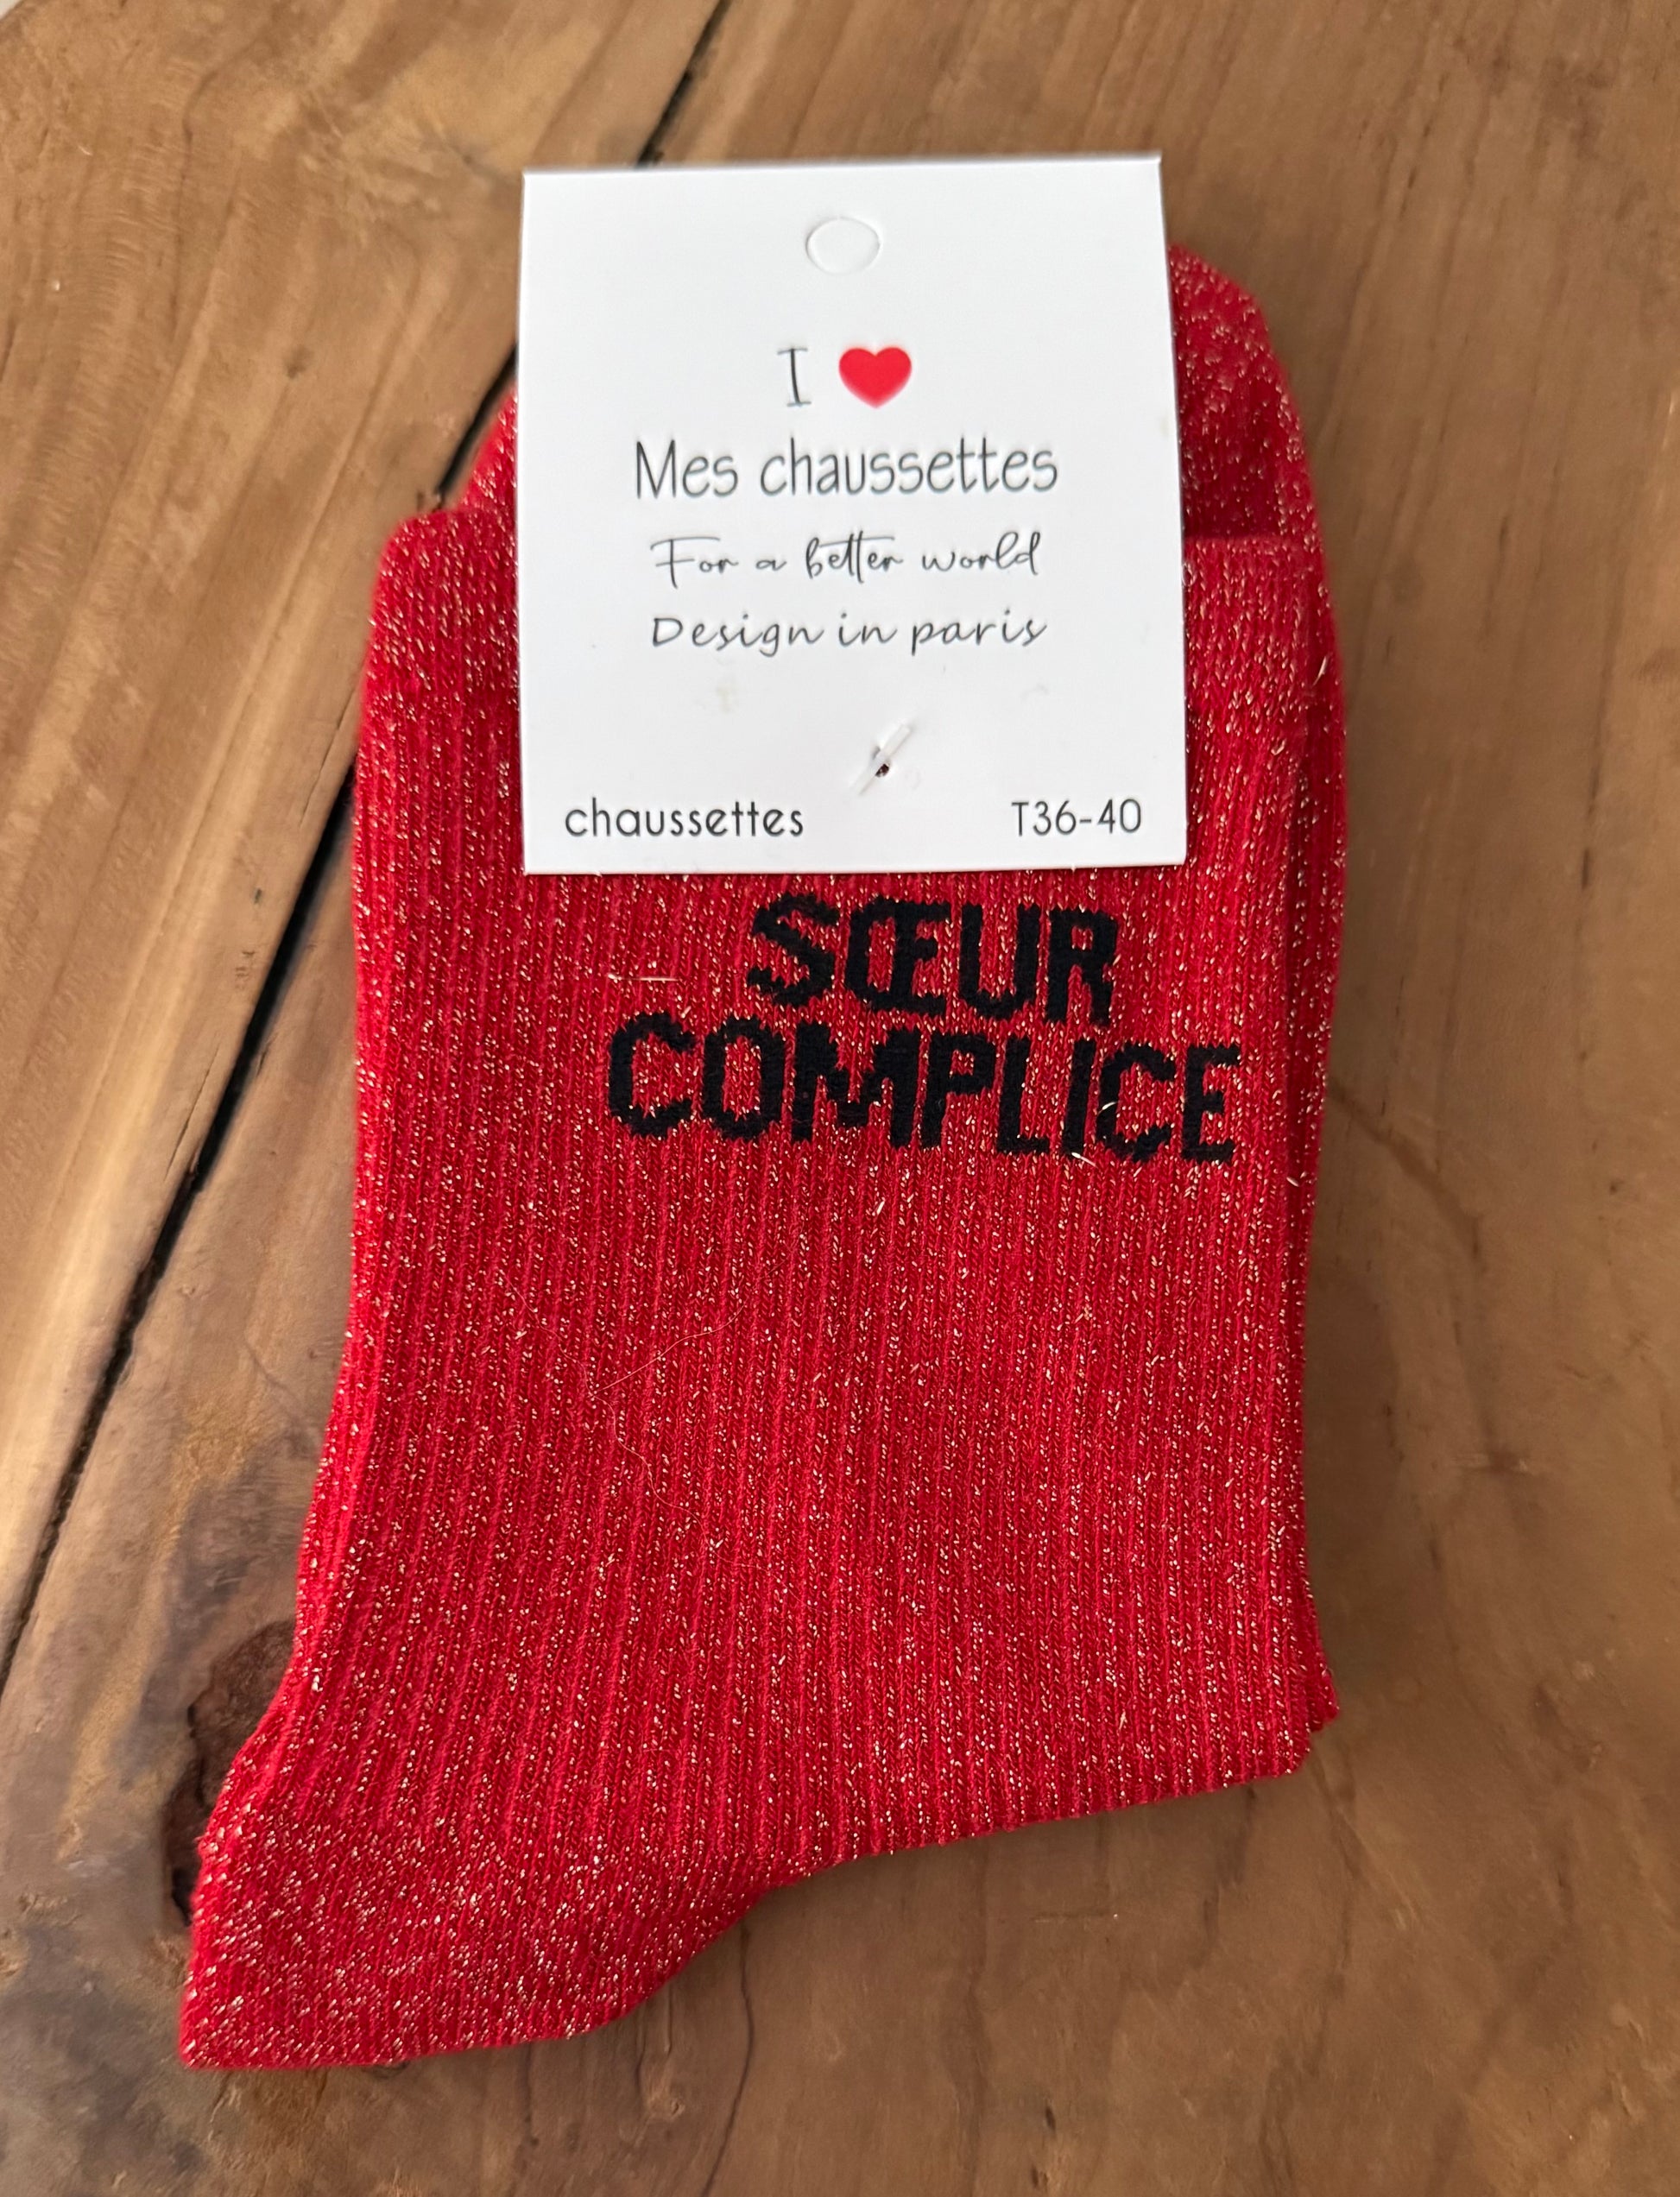 I ❤
Mes chaussettes
For a better world
Design in paris
chaussettes T36-40
SŒUR
COMPLICE